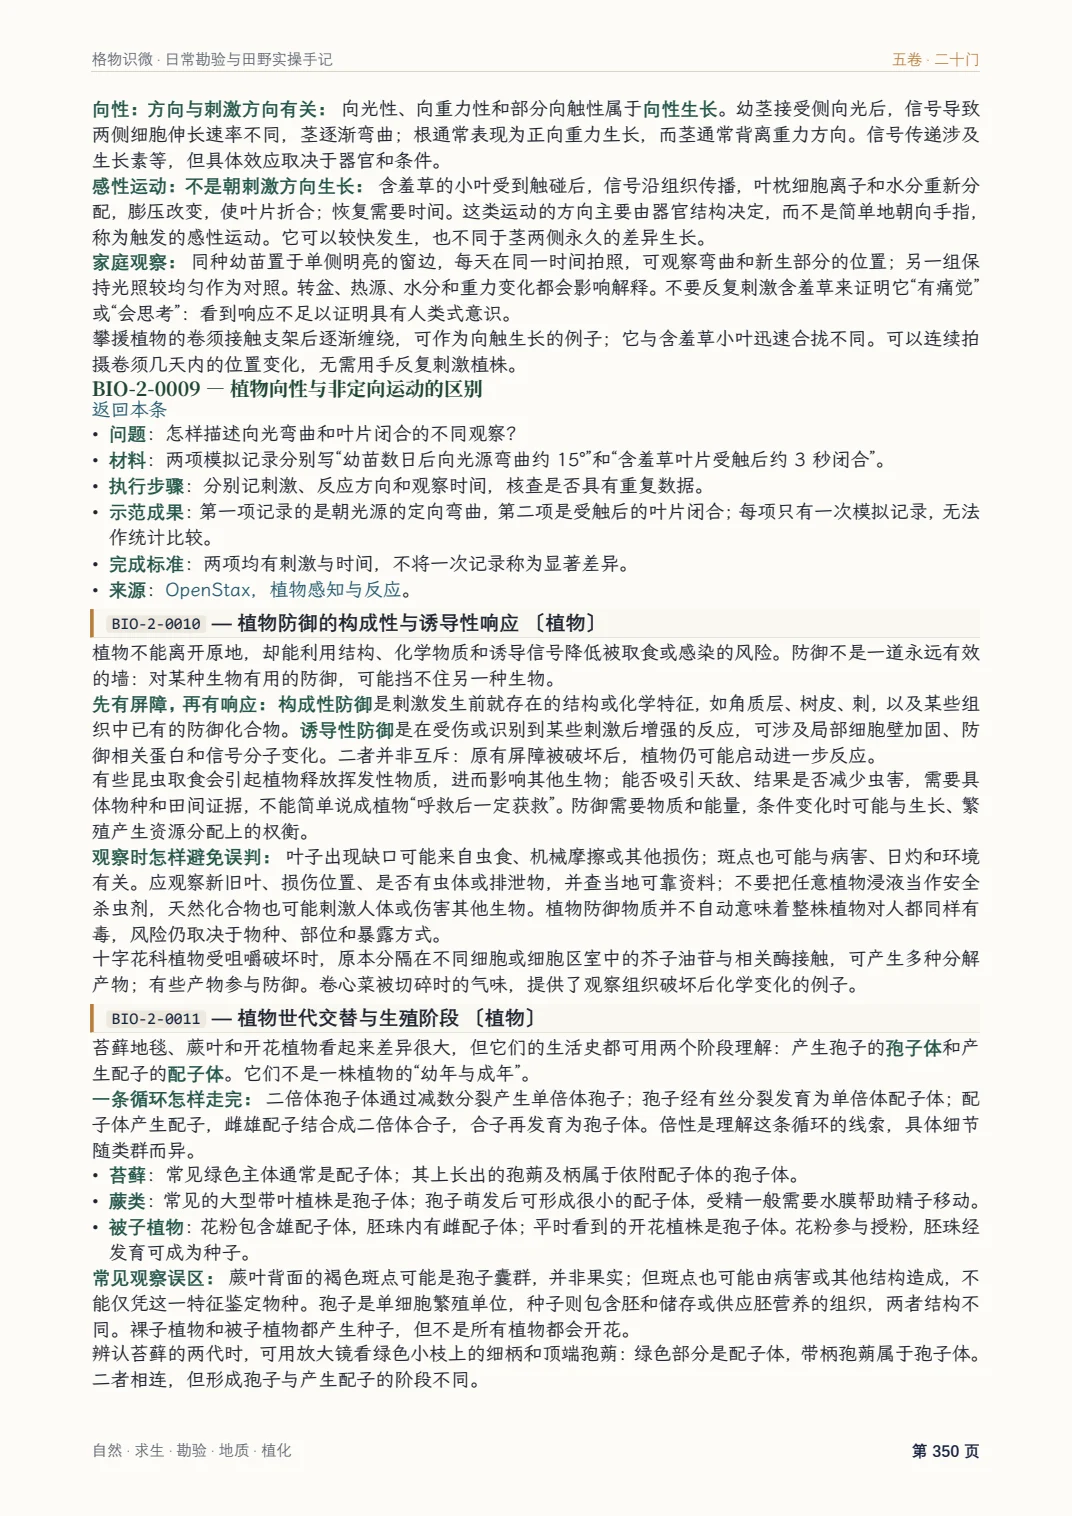 格物识微 · 日常勘验与田野实操手记
五卷 · 二十门
向性：方向与刺激方向有关： 向光性、向重力性和部分向触性属于向性生长。幼茎接受侧向光后，信号导致
两侧细胞伸长速率不同，茎逐渐弯曲；根通常表现为正向重力生长，而茎通常背离重力方向。信号传递涉及
生长素等，但具体效应取决于器官和条件。
感性运动：不是朝刺激方向生长： 含羞草的小叶受到触碰后，信号沿组织传播，叶枕细胞离子和水分重新分
配，膨压改变，使叶片折合；恢复需要时间。这类运动的方向主要由器官结构决定，而不是简单地朝向手指，
称为触发的感性运动。它可以较快发生，也不同于茎两侧永久的差异生长。
家庭观察： 同种幼苗置于单侧明亮的窗边，每天在同一时间拍照，可观察弯曲和新生部分的位置；另一组保
持光照较均匀作为对照。转盆、热源、水分和重力变化都会影响解释。不要反复刺激含羞草来证明它“有痛觉”
或“会思考”：看到响应不足以证明具有人类式意识。
攀援植物的卷须接触支架后逐渐缠绕，可作为向触生长的例子；它与含羞草小叶迅速合拢不同。可以连续拍
摄卷须几天内的位置变化，无需用手反复刺激植株。
BIO-2-0009 — 植物向性与非定向运动的区别
返回本条
• 问题：怎样描述向光弯曲和叶片闭合的不同观察？
• 材料：两项模拟记录分别写“幼苗数日后向光源弯曲约 15°”和“含羞草叶片受触后约 3 秒闭合”。
• 执行步骤：分别记刺激、反应方向和观察时间，核查是否具有重复数据。
• 示范成果：第一项记录的是朝光源的定向弯曲，第二项是受触后的叶片闭合；每项只有一次模拟记录，无法
作统计比较。
• 完成标准：两项均有刺激与时间，不将一次记录称为显著差异。
• 来源：OpenStax，植物感知与反应。
BIO-2-0010 — 植物防御的构成性与诱导性响应 〔植物〕
植物不能离开原地，却能利用结构、化学物质和诱导信号降低被取食或感染的风险。防御不是一道永远有效
的墙：对某种生物有用的防御，可能挡不住另一种生物。
先有屏障，再有响应：构成性防御是刺激发生前就存在的结构或化学特征，如角质层、树皮、刺，以及某些组
织中已有的防御化合物。诱导性防御是在受伤或识别到某些刺激后增强的反应，可涉及局部细胞壁加固、防
御相关蛋白和信号分子变化。二者并非互斥：原有屏障被破坏后，植物仍可能启动进一步反应。
有些昆虫取食会引起植物释放挥发性物质，进而影响其他生物；能否吸引天敌、结果是否减少虫害，需要具
体物种和田间证据，不能简单说成植物“呼救后一定获救”。防御需要物质和能量，条件变化时可能与生长、繁
殖产生资源分配上的权衡。
观察时怎样避免误判： 叶子出现缺口可能来自虫食、机械摩擦或其他损伤；斑点也可能与病害、日灼和环境
有关。应观察新旧叶、损伤位置、是否有虫体或排泄物，并查当地可靠资料；不要把任意植物浸液当作安全
杀虫剂，天然化合物也可能刺激人体或伤害其他生物。植物防御物质并不自动意味着整株植物对人都同样有
毒，风险仍取决于物种、部位和暴露方式。
十字花科植物受咀嚼破坏时，原本分隔在不同细胞或细胞区室中的芥子油苷与相关酶接触，可产生多种分解
产物；有些产物参与防御。卷心菜被切碎时的气味，提供了观察组织破坏后化学变化的例子。
BIO-2-0011 — 植物世代交替与生殖阶段 〔植物〕
苔藓地毯、蕨叶和开花植物看起来差异很大，但它们的生活史都可用两个阶段理解：产生孢子的孢子体和产
生配子的配子体。它们不是一株植物的“幼年与成年”。
一条循环怎样走完： 二倍体孢子体通过减数分裂产生单倍体孢子；孢子经有丝分裂发育为单倍体配子体；配
子体产生配子，雌雄配子结合成二倍体合子，合子再发育为孢子体。倍性是理解这条循环的线索，具体细节
随类群而异。
• 苔藓：常见绿色主体通常是配子体；其上长出的孢蒴及柄属于依附配子体的孢子体。
• 蕨类：常见的大型带叶植株是孢子体；孢子萌发后可形成很小的配子体，受精一般需要水膜帮助精子移动。
• 被子植物：花粉包含雄配子体，胚珠内有雌配子体；平时看到的开花植株是孢子体。花粉参与授粉，胚珠经
发育可成为种子。
常见观察误区： 蕨叶背面的褐色斑点可能是孢子囊群，并非果实；但斑点也可能由病害或其他结构造成，不
能仅凭这一特征鉴定物种。孢子是单细胞繁殖单位，种子则包含胚和储存或供应胚营养的组织，两者结构不
同。裸子植物和被子植物都产生种子，但不是所有植物都会开花。
辨认苔藓的两代时，可用放大镜看绿色小枝上的细柄和顶端孢蒴：绿色部分是配子体，带柄孢蒴属于孢子体。
二者相连，但形成孢子与产生配子的阶段不同。
自然 · 求生 · 勘验 · 地质 · 植化
第 350 页